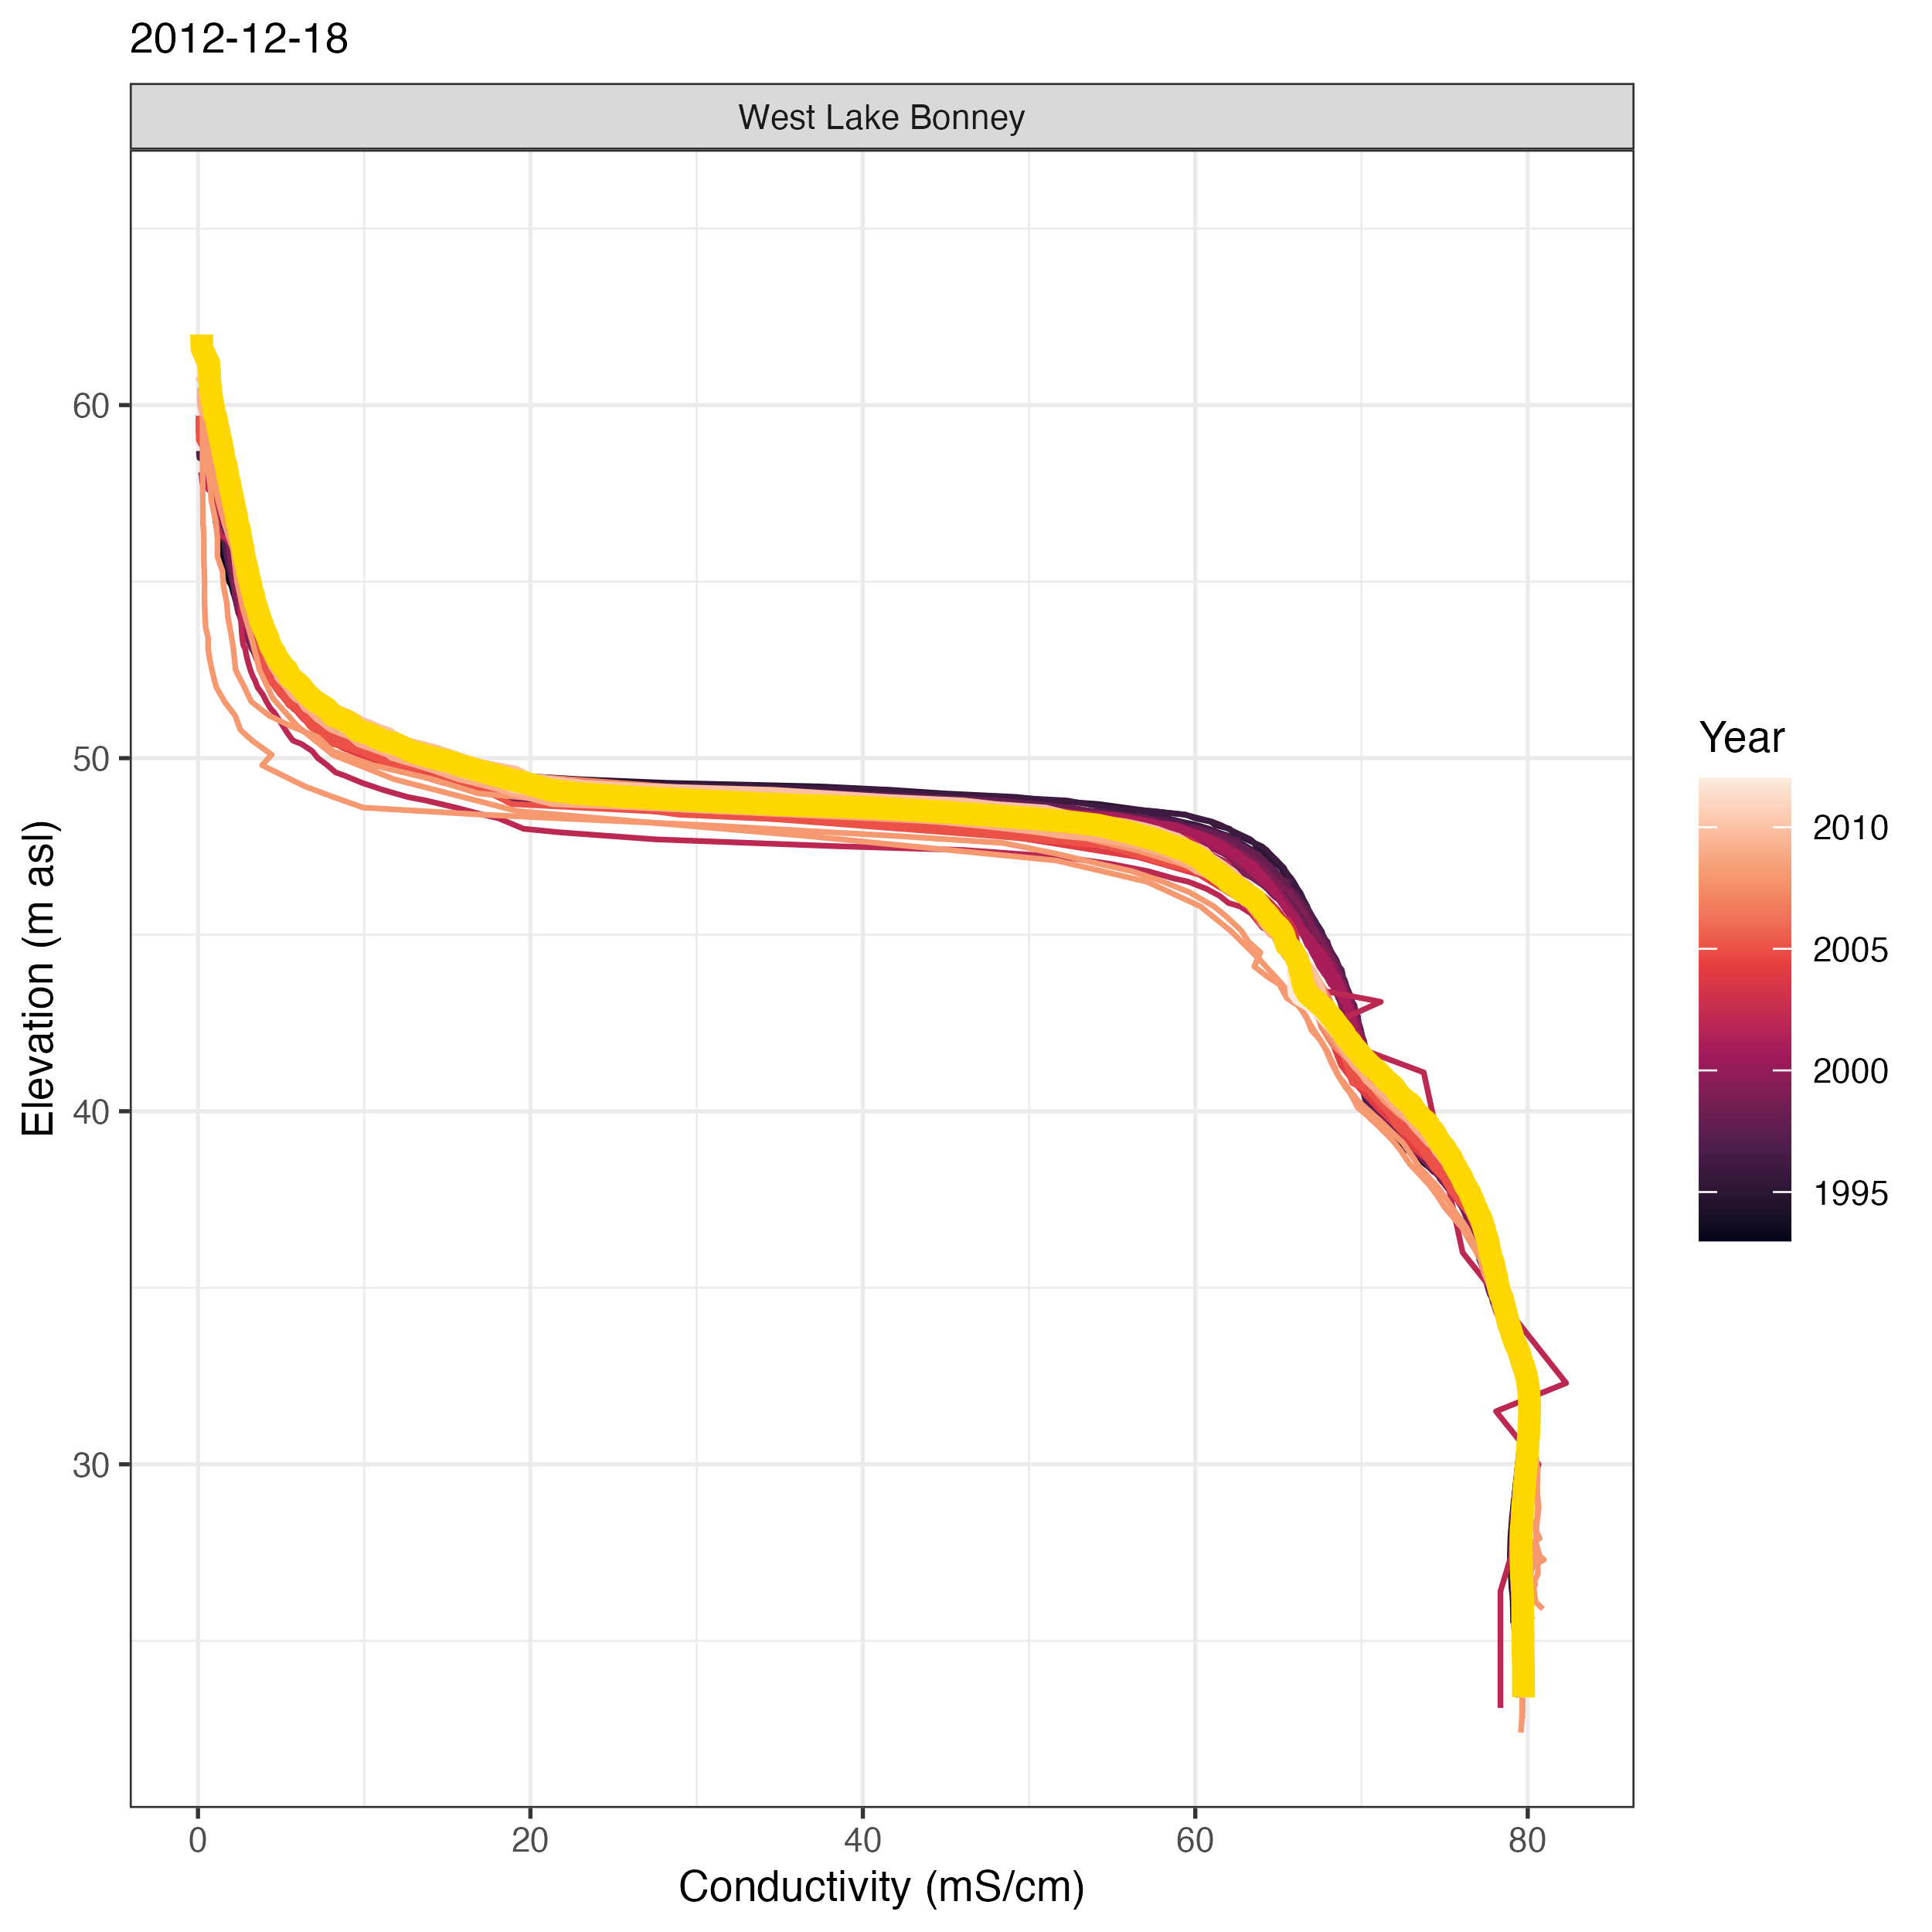 2012-12-18
West Lake Bonney
60
50
40
30
Elevation (m asl)
0 20 40 60 80
Conductivity (mS/cm)
Year
2010
2005
2000
1995